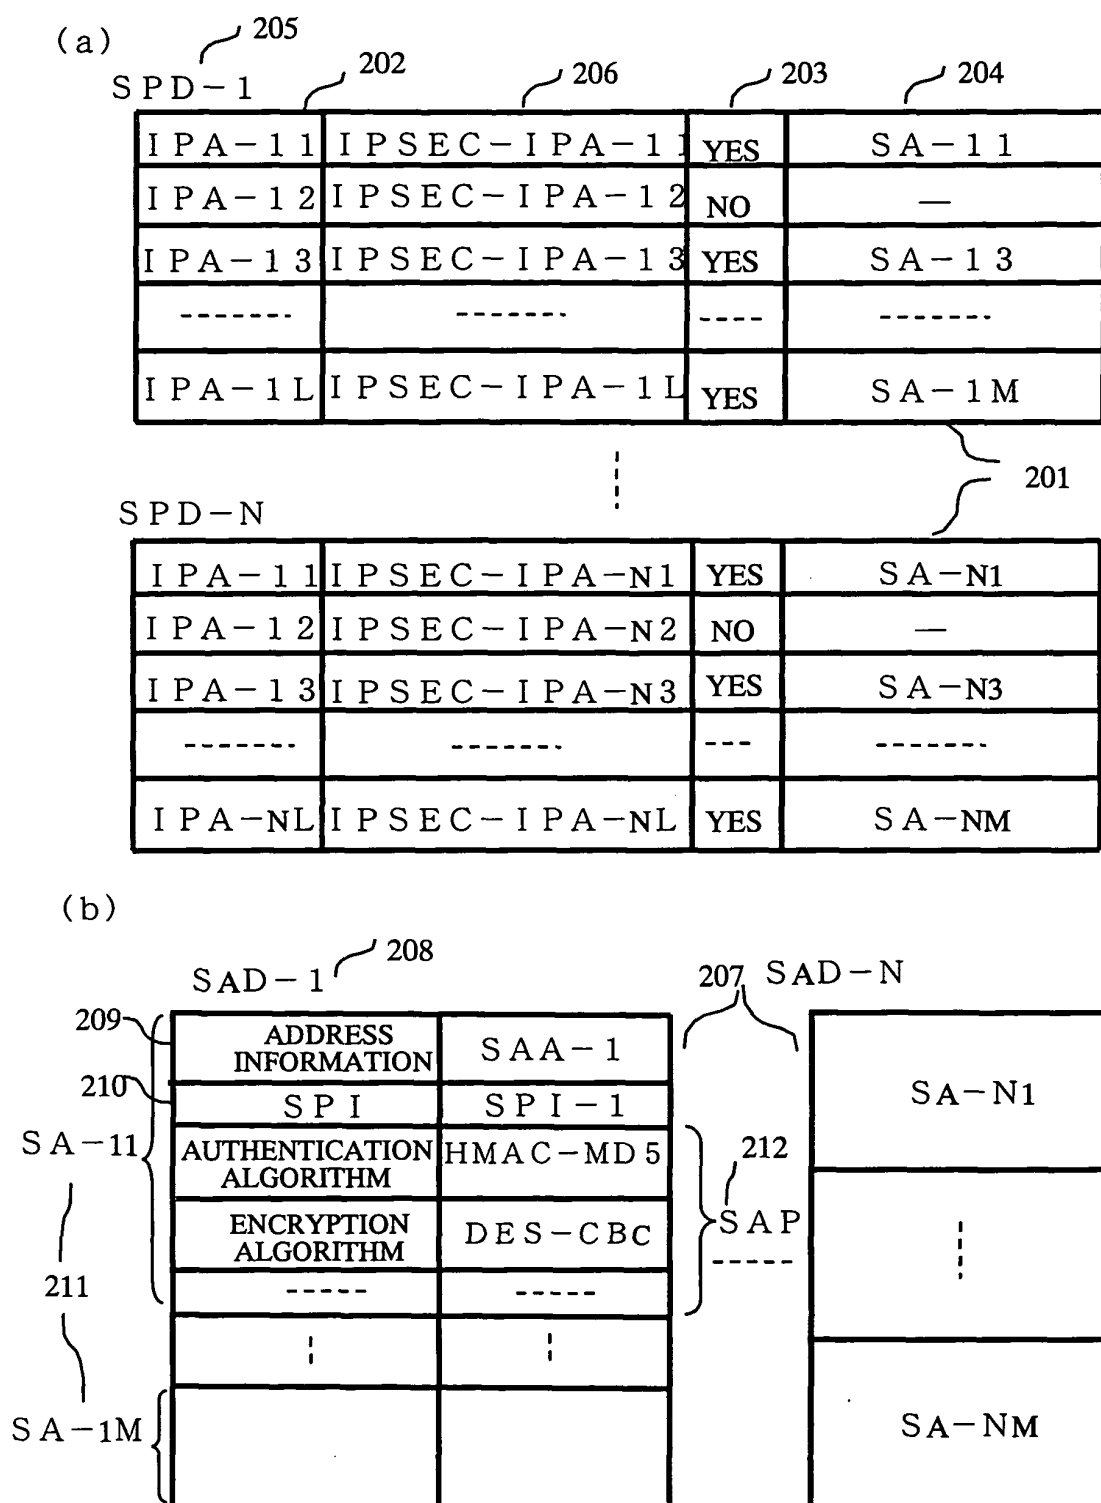 (a)
205
SPD-1
202
206
203
204
IPA-11 IPSEC-IPA-11 YES SA-11
IPA-12 IPSEC-IPA-12 NO —
IPA-13 IPSEC-IPA-13 YES SA-13
------- ------- ---- -------
IPA-1L IPSEC-IPA-1L YES SA-1M
201
SPD-N
IPA-11 IPSEC-IPA-N1 YES SA-N1
IPA-12 IPSEC-IPA-N2 NO —
IPA-13 IPSEC-IPA-N3 YES SA-N3
------- ------- --- -------
IPA-NL IPSEC-IPA-NL YES SA-NM
(b)
SAD-1
208
207
SAD-N
209
ADDRESS
INFORMATION
SAA-1
210
SPI SPI-1
SA-11
AUTHENTICATION
ALGORITHM
HMAC-MD5
ENCRYPTION
ALGORITHM
DES-CBC
----- -----
212
SAP
-----
211
SA-1M
SA-N1
SA-NM